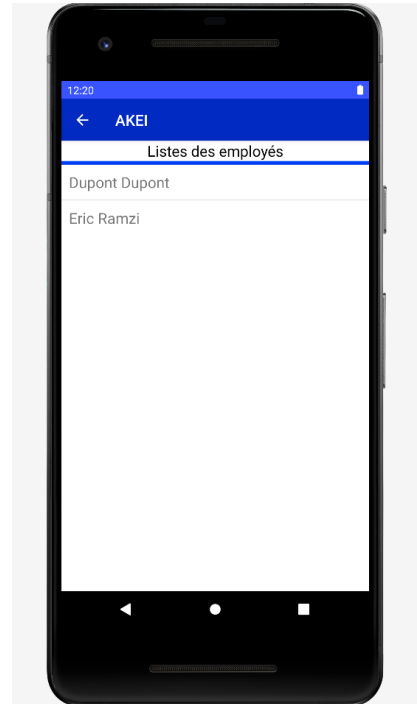 12:20
AKEI
Listes des employés
Dupont Dupont
Eric Ramzi